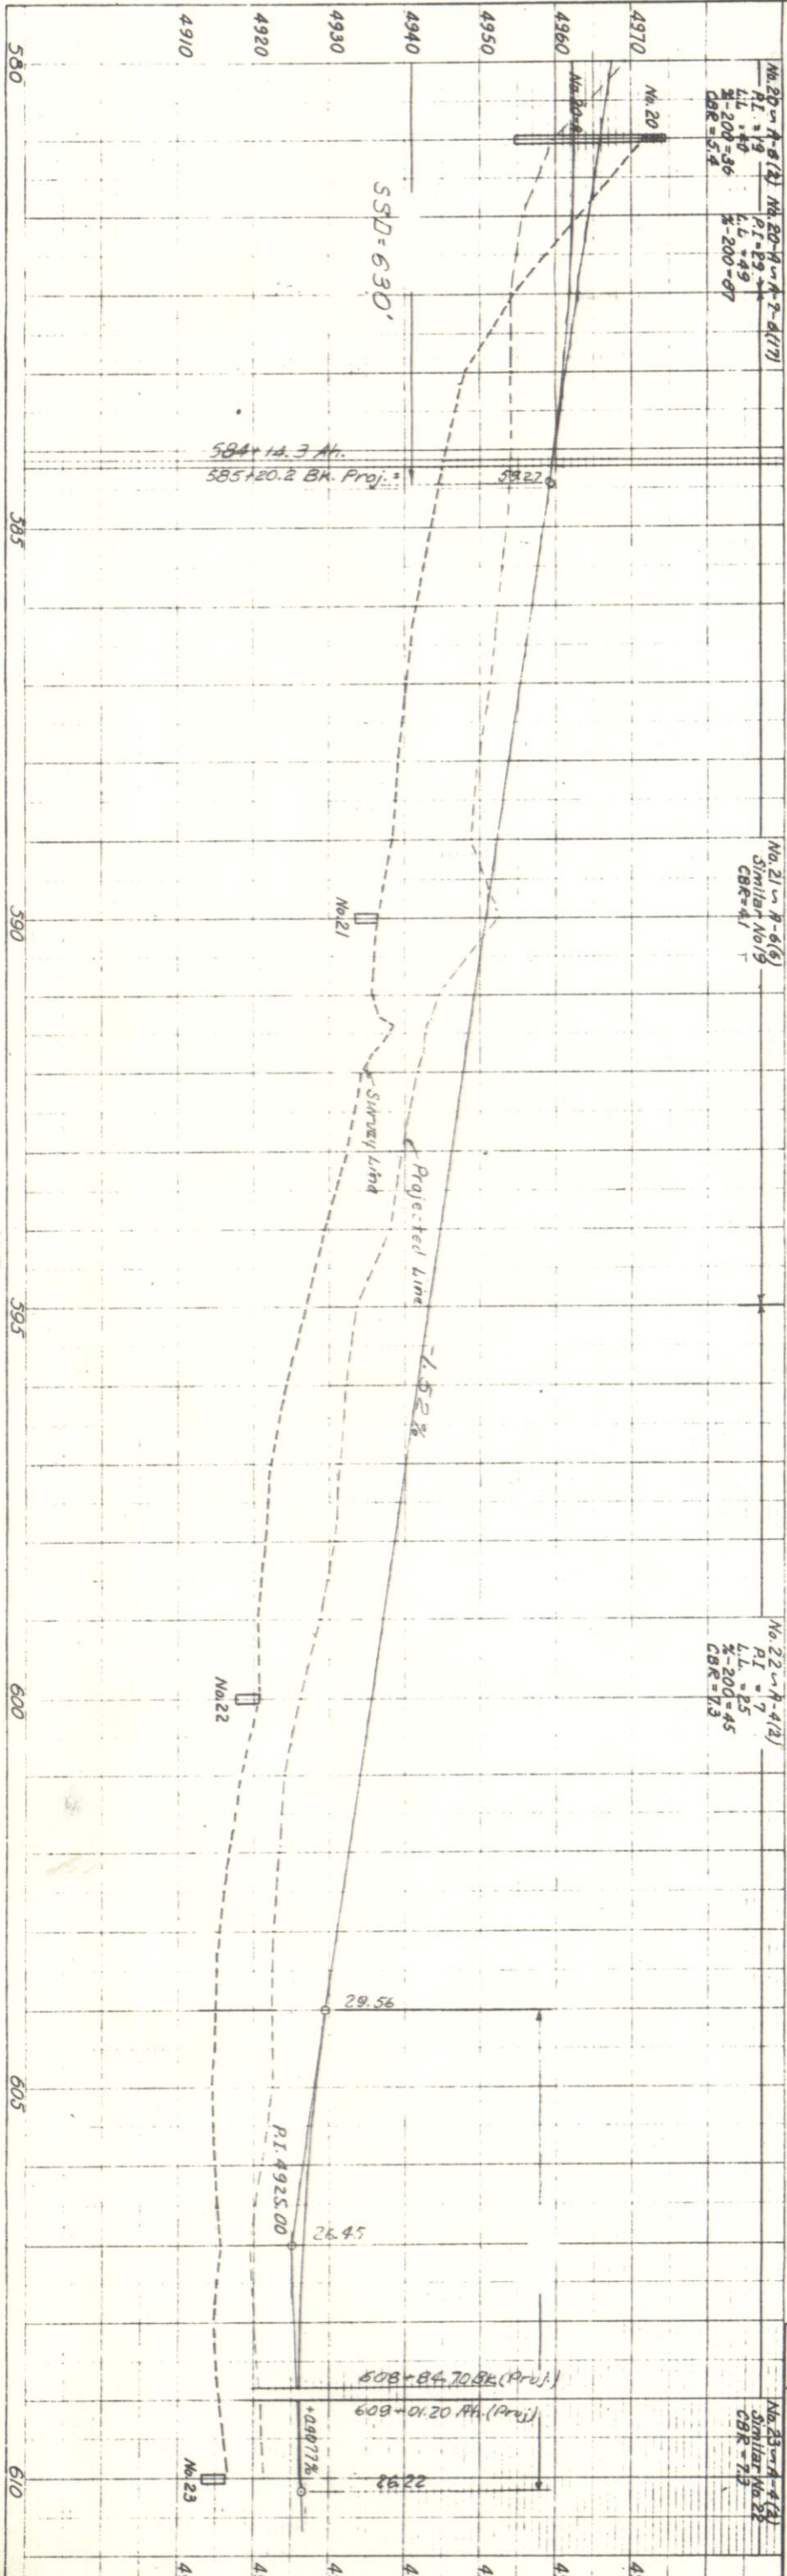 No.20 ~ A-6(2)
P.I. = 19
L.L. = 40
%-200 = 36
CBR = 5.4
No.20-A ~ A-7-6(17)
P.I = 29
L.L = 49
%-200 = 87
No.21 ~ A-6(6)
Similar No 19
CBR = 4.1
No.22 ~ A-4(2)
P.I = 7
L.L. = 25
%-200 = 45
CBR = 7.3
No.23 ~ A-4(2)
Similar No 22
CBR = 7.3
4970
4960
4950
4940
4930
4920
4910
No.20
No.20-A
SSD = 630'
584+14.3 Ah.
585+20.2 Bk. Proj. =
59.27
No.21
Survey Line
Projected Line
-1.52%
No.22
29.56
P.I. 4925.00
26.45
608+84.70 Bk.(Proj.)
609+01.20 Ah.(Proj)
+0.4077%
26.22
No.23
580
585
590
595
600
605
610